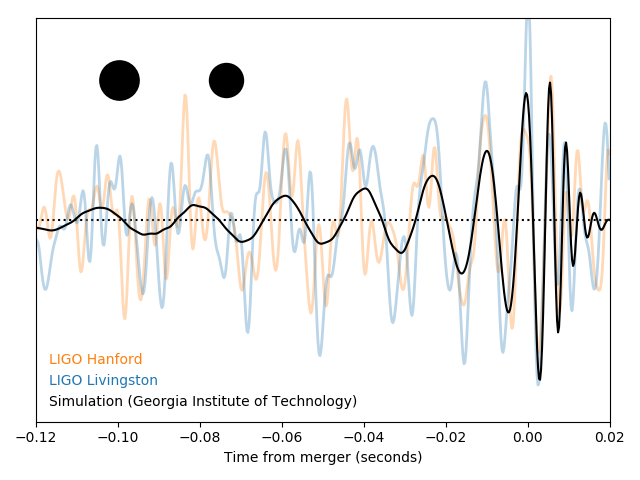 LIGO Hanford
LIGO Livingston
Simulation (Georgia Institute of Technology)
−0.12 −0.10 −0.08 −0.06 −0.04 −0.02 0.00 0.02
Time from merger (seconds)